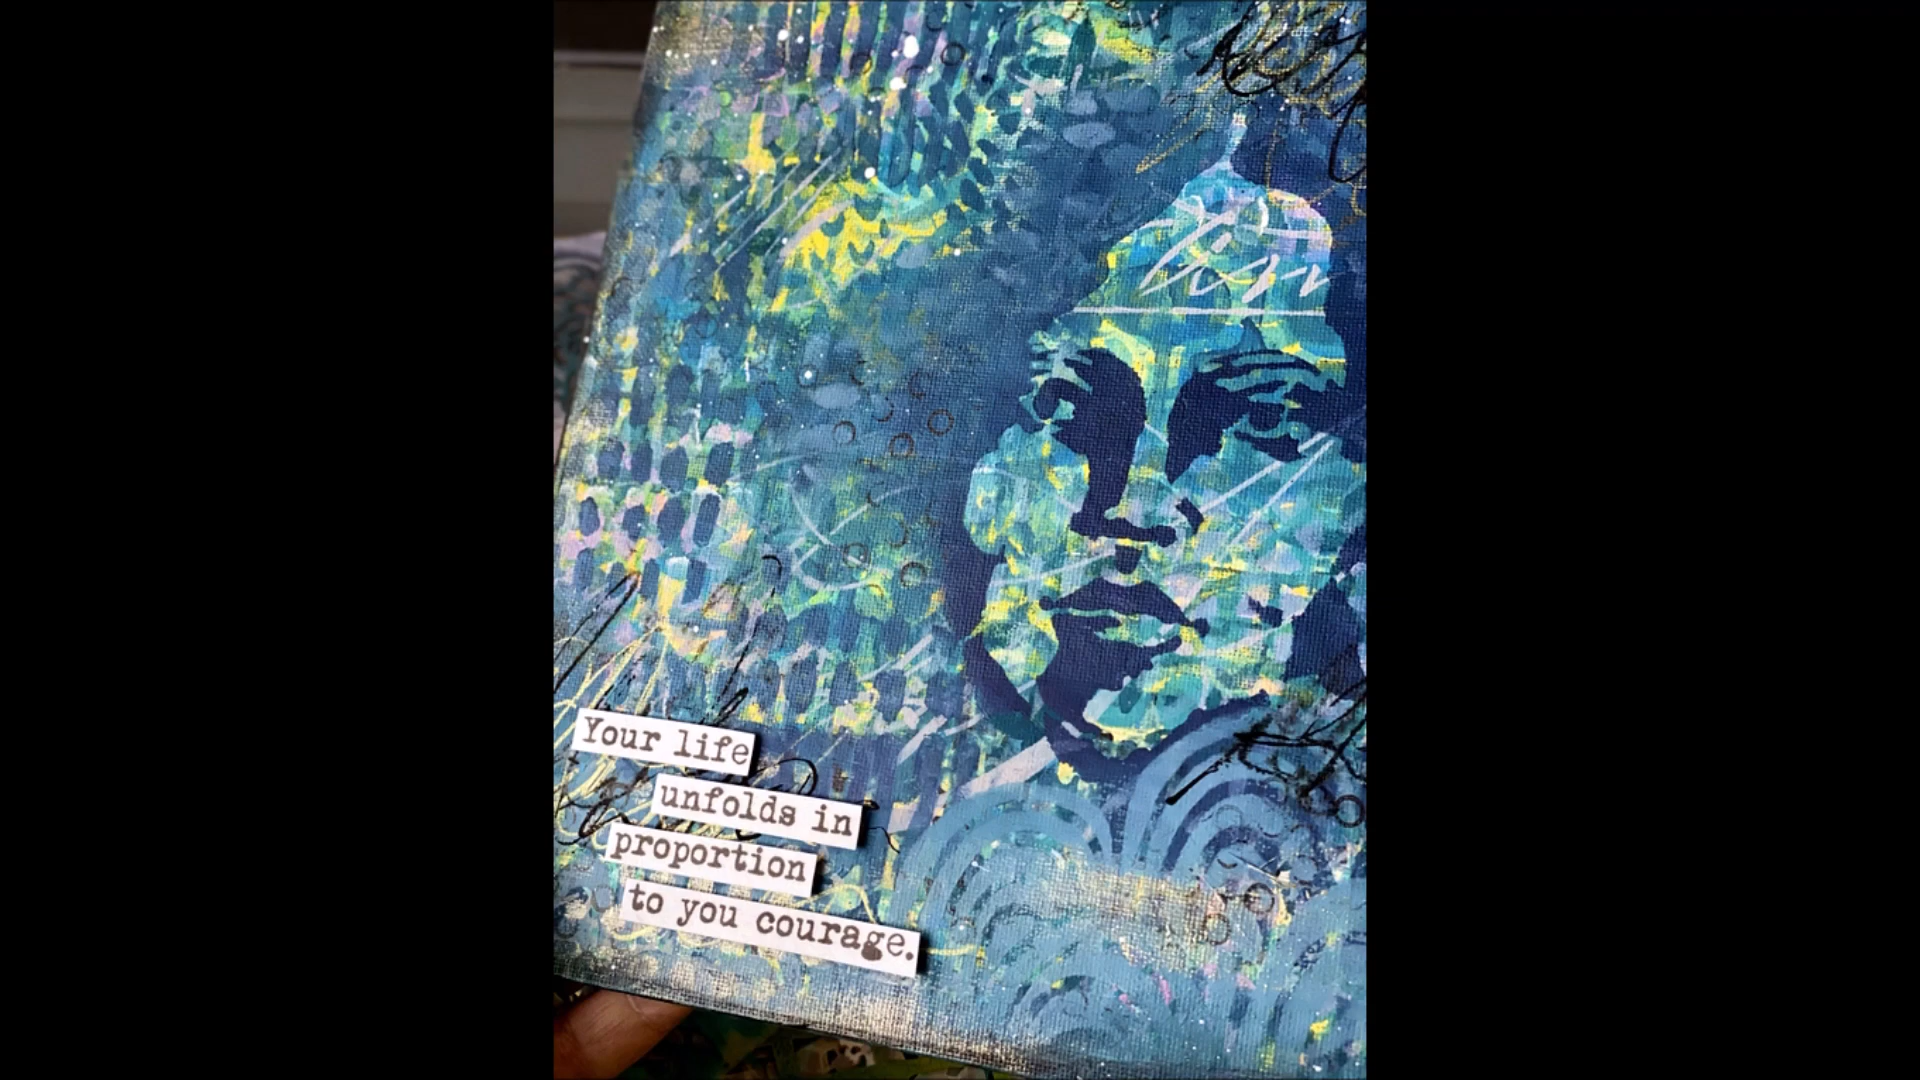 Your life
unfolds in
proportion
to you courage.